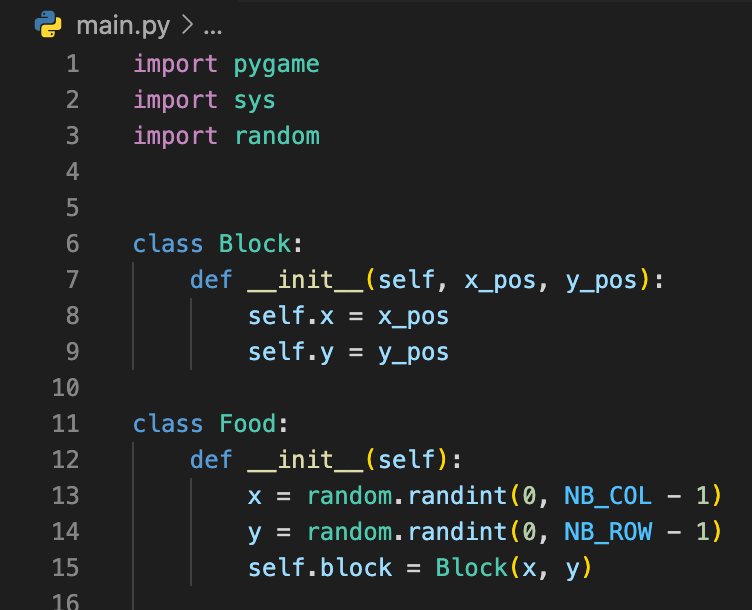 main.py > ...
1 import pygame
2 import sys
3 import random
4
5
6 class Block:
7     def __init__(self, x_pos, y_pos):
8         self.x = x_pos
9         self.y = y_pos
10
11 class Food:
12     def __init__(self):
13         x = random.randint(0, NB_COL - 1)
14         y = random.randint(0, NB_ROW - 1)
15         self.block = Block(x, y)
16